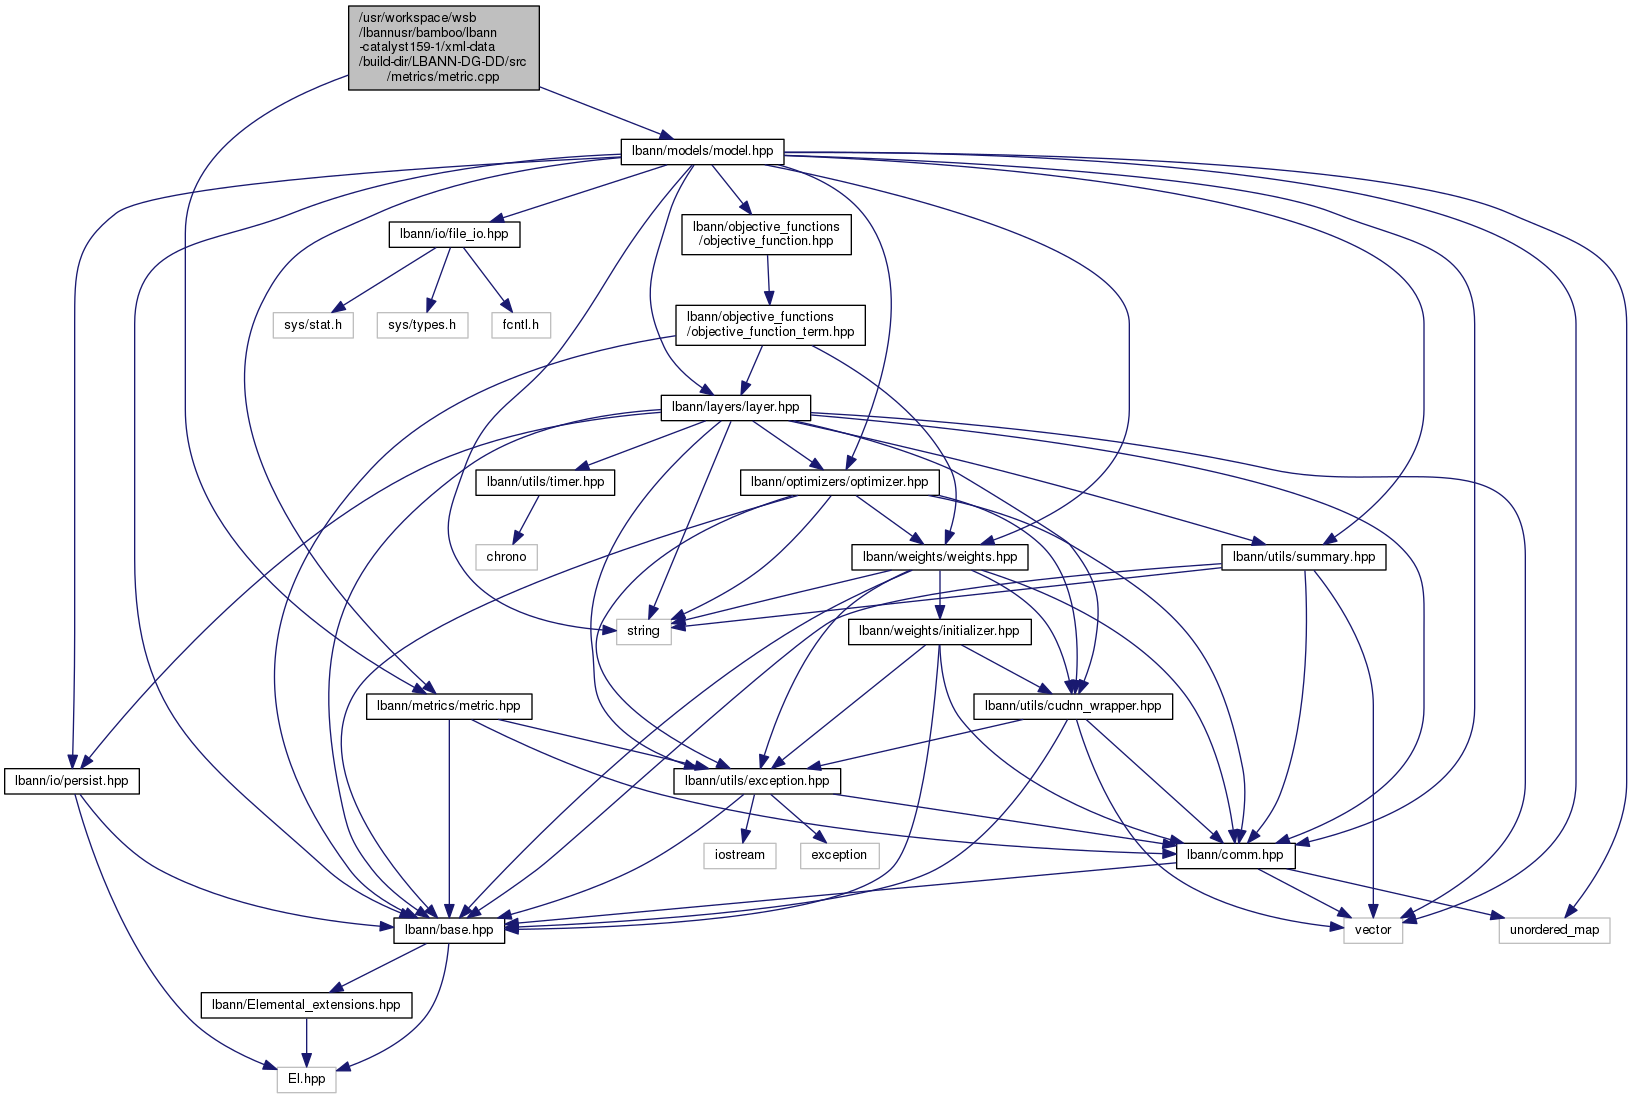 /usr/workspace/wsb
/lbannusr/bamboo/lbann
-catalyst159-1/xml-data
/build-dir/LBANN-DG-DD/src
/metrics/metric.cpp
lbann/models/model.hpp
lbann/io/file_io.hpp
lbann/objective_functions
/objective_function.hpp
sys/stat.h
sys/types.h
fcntl.h
lbann/objective_functions
/objective_function_term.hpp
lbann/layers/layer.hpp
lbann/utils/timer.hpp
lbann/optimizers/optimizer.hpp
chrono
lbann/weights/weights.hpp
lbann/utils/summary.hpp
string
lbann/weights/initializer.hpp
lbann/metrics/metric.hpp
lbann/utils/cudnn_wrapper.hpp
lbann/io/persist.hpp
lbann/utils/exception.hpp
iostream
exception
lbann/comm.hpp
lbann/base.hpp
vector
unordered_map
lbann/Elemental_extensions.hpp
El.hpp